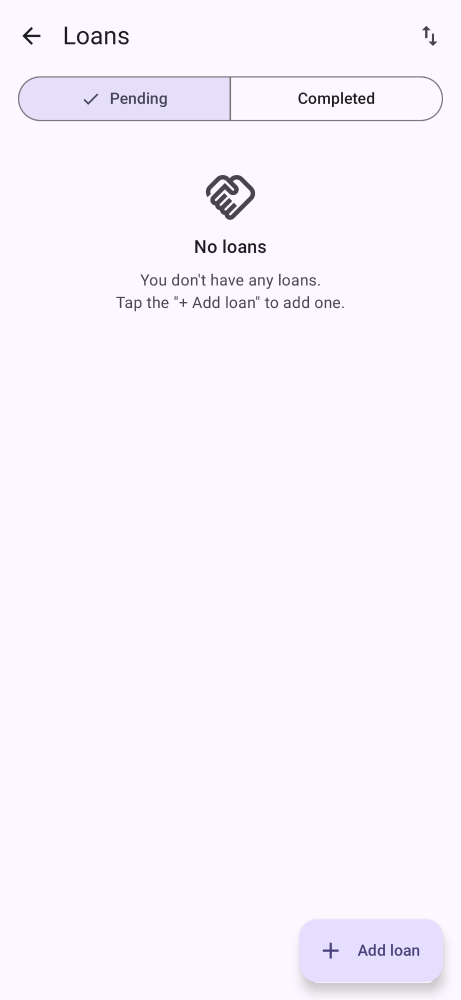 Loans
Pending
Completed
No loans
You don't have any loans.
Tap the "+ Add loan" to add one.
Add loan